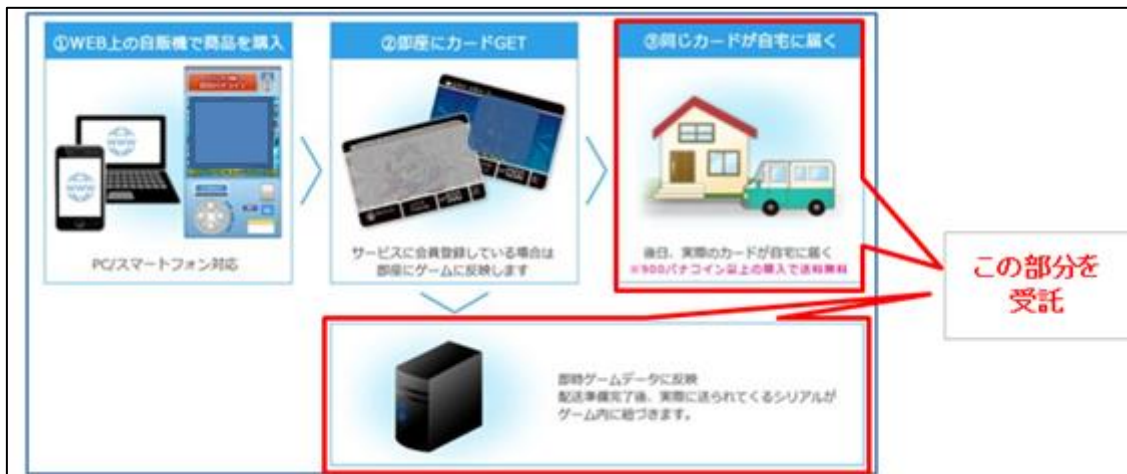 ①WEB上の自販機で商品を購入
②即座にカードGET
③同じカードが自宅に届く
www
www
PC/スマートフォン対応
サービスに会員登録している場合は
即座にゲームに反映します
後日、実際のカードが自宅に届く
※900バナコイン以上の購入で送料無料
この部分を
受託
即時ゲームデータに反映
配送準備完了後、実際に送られてくるシリアルが
ゲーム内に紐づきます。